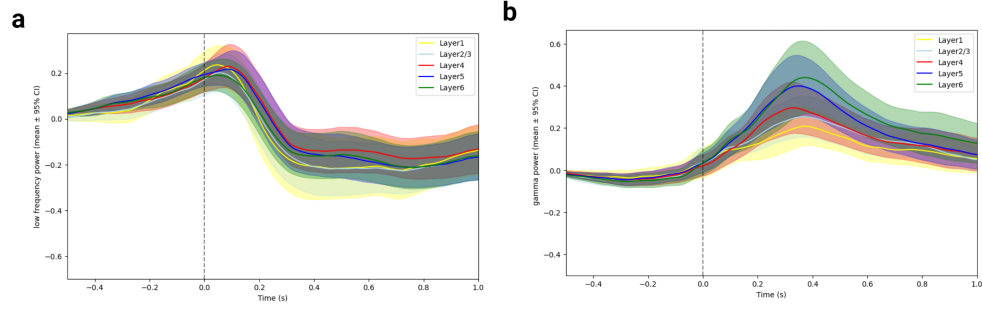 a
low frequency power (mean ± 95% CI)
0.2
0.0
−0.2
−0.4
−0.6
Layer1
Layer2/3
Layer4
Layer5
Layer6
−0.4
−0.2
0.0
0.2
0.4
0.6
0.8
1.0
Time (s)
b
gamma power (mean ± 95% CI)
0.6
0.4
0.2
0.0
−0.2
−0.4
Layer1
Layer2/3
Layer4
Layer5
Layer6
−0.4
−0.2
0.0
0.2
0.4
0.6
0.8
1.0
Time (s)